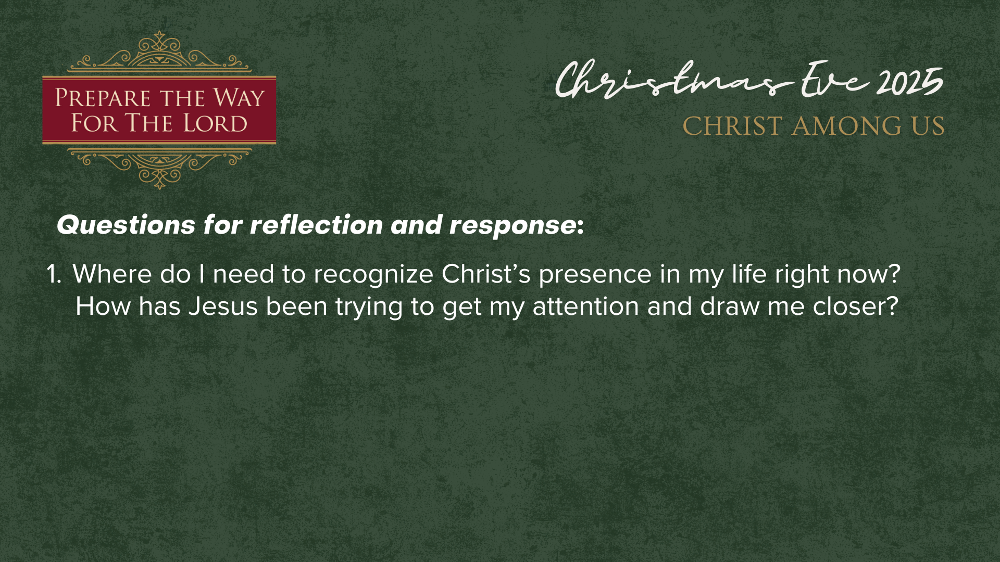 Prepare the Way
For The Lord
Christmas Eve 2025
CHRIST AMONG US
Questions for reflection and response:
1. Where do I need to recognize Christ’s presence in my life right now?
How has Jesus been trying to get my attention and draw me closer?